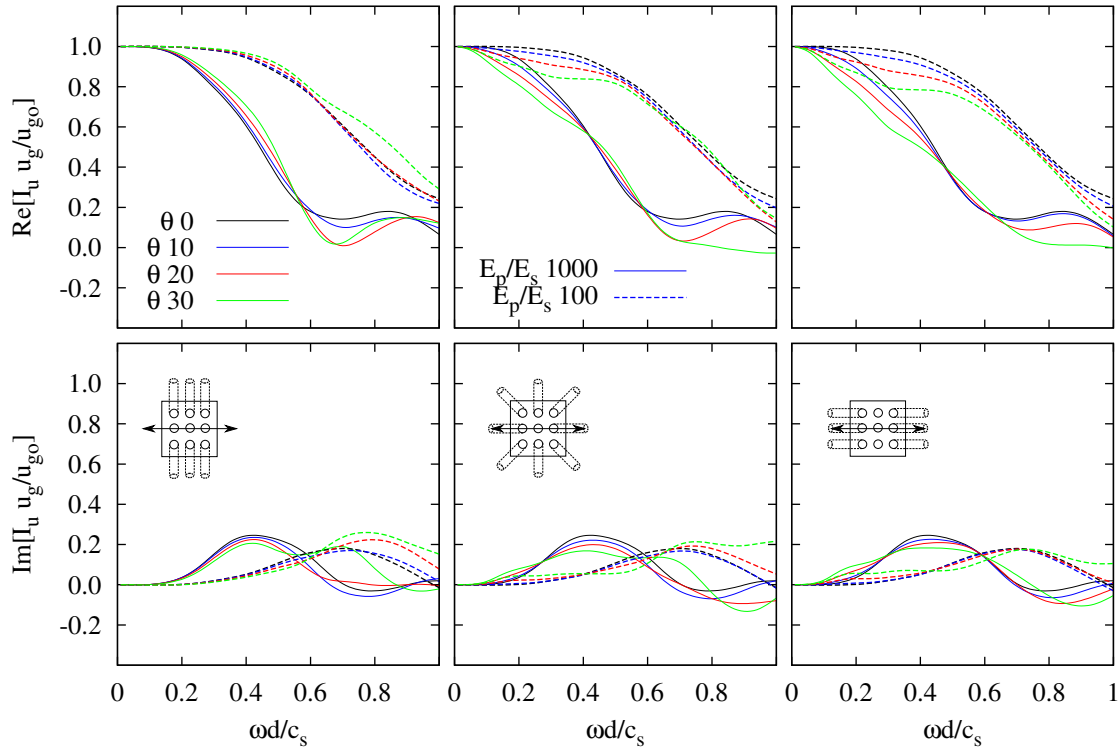 Re[I_u u_g/u_go]
1.0
0.8
0.6
0.4
0.2
0.0
-0.2
θ 0
θ 10
θ 20
θ 30
E_p/E_s 1000
E_p/E_s 100
Im[I_u u_g/u_go]
1.0
0.8
0.6
0.4
0.2
0.0
-0.2
0 0.2 0.4 0.6 0.8 0 0.2 0.4 0.6 0.8 0 0.2 0.4 0.6 0.8 1
ωd/c_s ωd/c_s ωd/c_s